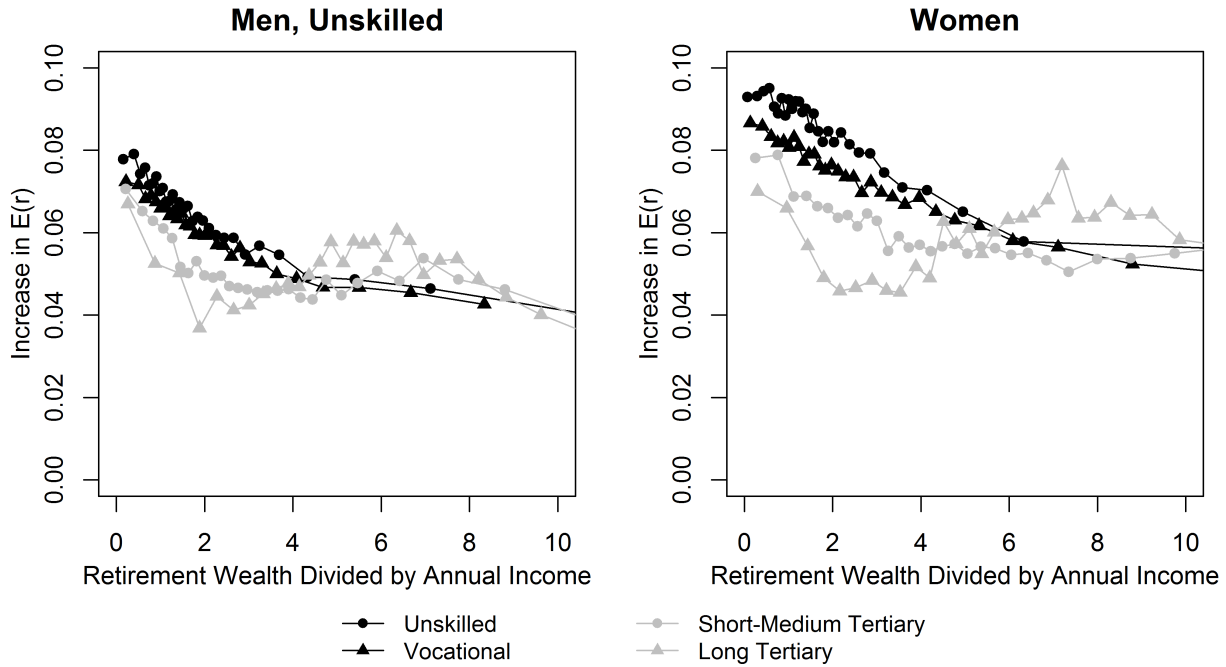 Men, Unskilled
Increase in E(r)
0.10
0.08
0.06
0.04
0.02
0.00
0 2 4 6 8 10
Retirement Wealth Divided by Annual Income
Women
Increase in E(r)
0.10
0.08
0.06
0.04
0.02
0.00
0 2 4 6 8 10
Retirement Wealth Divided by Annual Income
Unskilled
Vocational
Short-Medium Tertiary
Long Tertiary